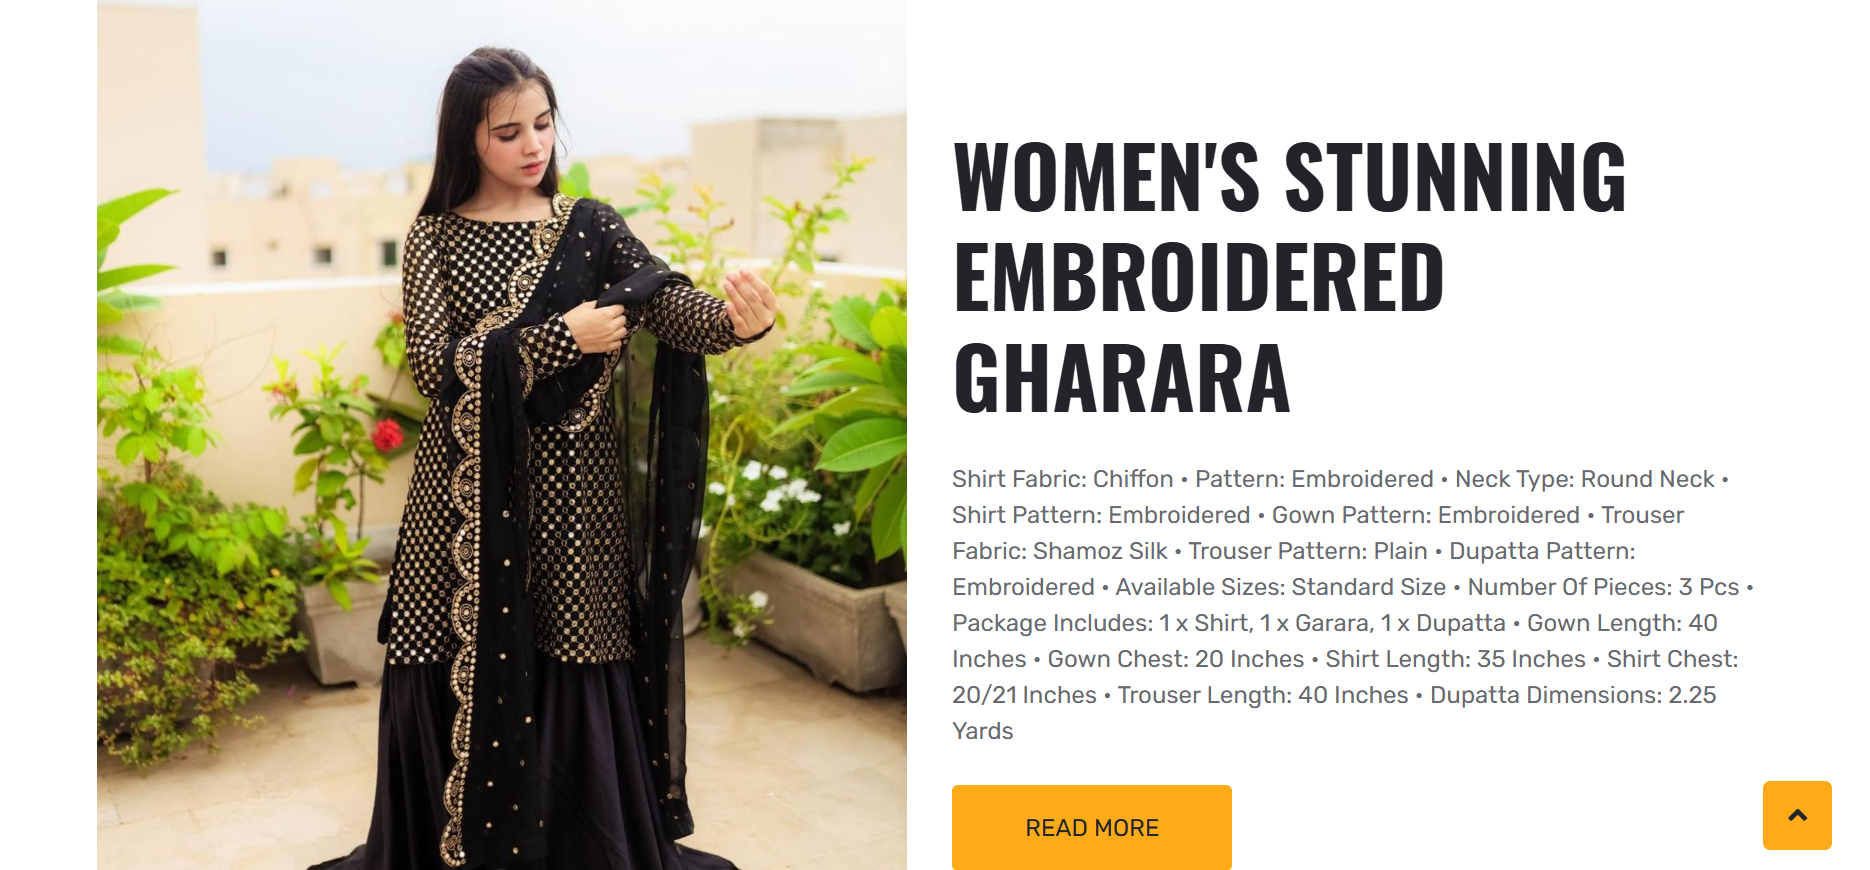 WOMEN'S STUNNING
EMBROIDERED
GHARARA
Shirt Fabric: Chiffon • Pattern: Embroidered • Neck Type: Round Neck •
Shirt Pattern: Embroidered • Gown Pattern: Embroidered • Trouser
Fabric: Shamoz Silk • Trouser Pattern: Plain • Dupatta Pattern:
Embroidered • Available Sizes: Standard Size • Number Of Pieces: 3 Pcs •
Package Includes: 1 x Shirt, 1 x Garara, 1 x Dupatta • Gown Length: 40
Inches • Gown Chest: 20 Inches • Shirt Length: 35 Inches • Shirt Chest:
20/21 Inches • Trouser Length: 40 Inches • Dupatta Dimensions: 2.25
Yards
READ MORE